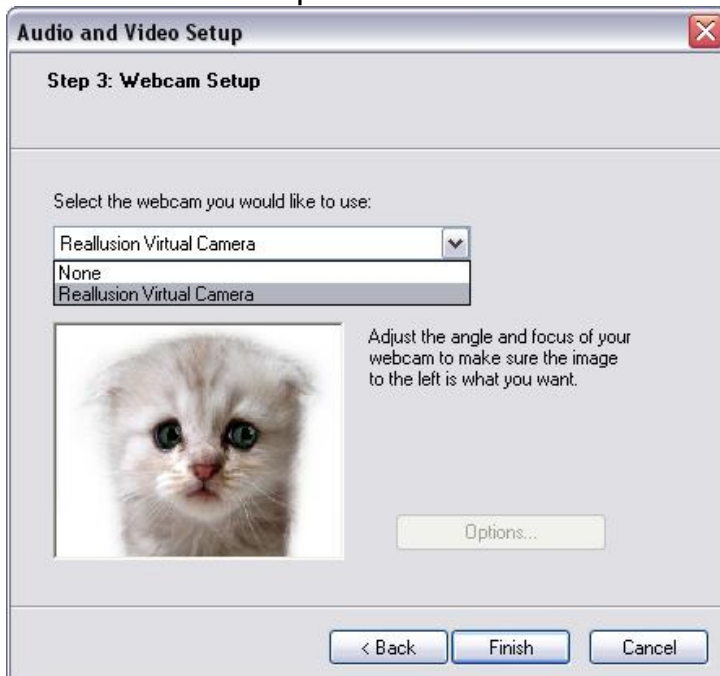 Audio and Video Setup
Step 3: Webcam Setup
Select the webcam you would like to use:
Reallusion Virtual Camera
None
Reallusion Virtual Camera
Adjust the angle and focus of your
webcam to make sure the image
to the left is what you want.
Options...
< Back
Finish
Cancel